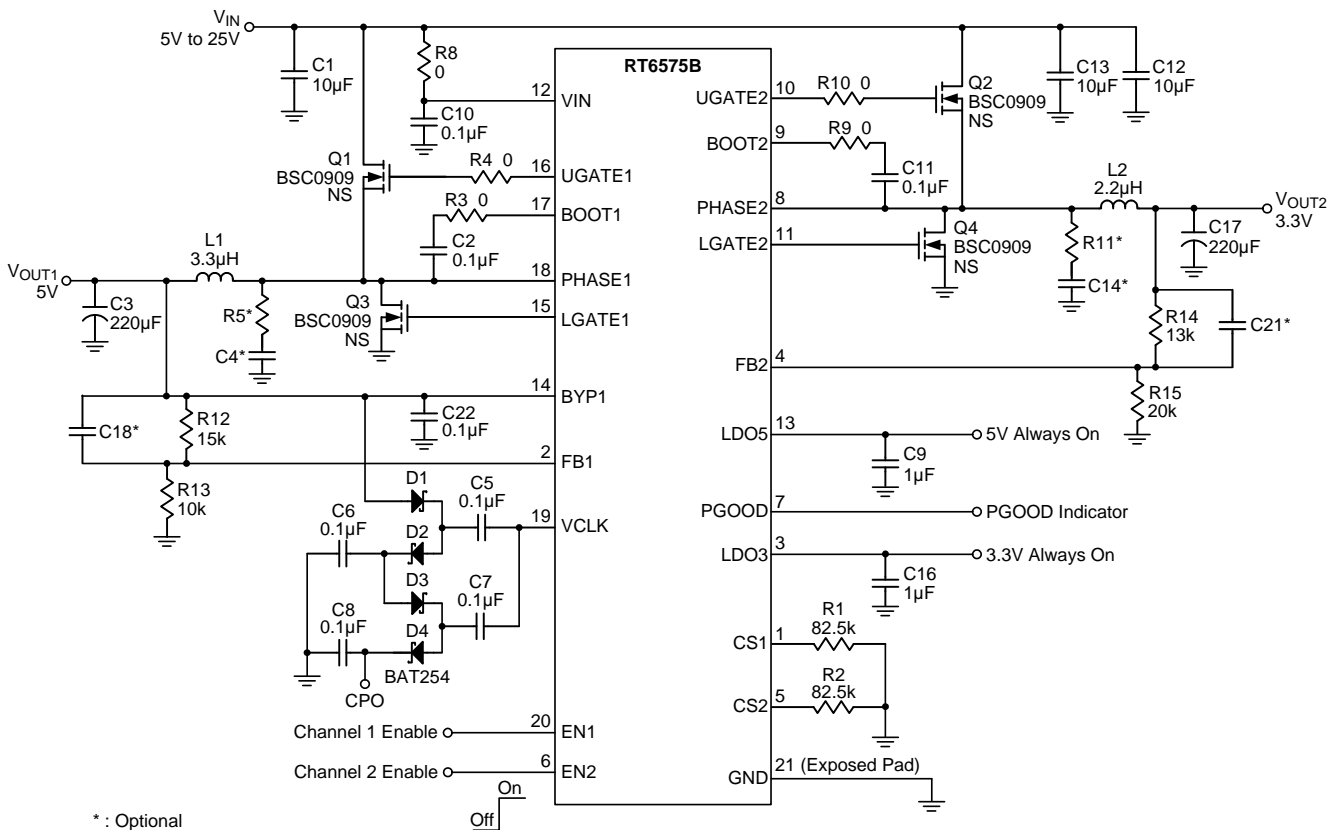 VIN
5V to 25V
C1
10µF
R8
0
C10
0.1µF
12
VIN
RT6575B
UGATE2
10
R10 0
Q2
BSC0909
NS
C13
10µF
C12
10µF
BOOT2
9
R9 0
C11
0.1µF
Q1
BSC0909
NS
R4 0
16
UGATE1
R3 0
17
BOOT1
C2
0.1µF
PHASE2
8
L2
2.2µH
VOUT2
3.3V
C17
220µF
LGATE2
11
Q4
BSC0909
NS
R11*
C14*
VOUT1
5V
L1
3.3µH
18
PHASE1
C3
220µF
R5*
C4*
Q3
BSC0909
NS
15
LGATE1
R14
13k
C21*
FB2
4
R15
20k
14
BYP1
C18*
R12
15k
C22
0.1µF
2
FB1
R13
10k
LDO5
13
5V Always On
C9
1µF
D1
C5
0.1µF
19
VCLK
C6
0.1µF
D2
D3
C7
0.1µF
C8
0.1µF
D4
BAT254
CPO
PGOOD
7
PGOOD Indicator
LDO3
3
3.3V Always On
C16
1µF
CS1
1
R1
82.5k
CS2
5
R2
82.5k
Channel 1 Enable
20
EN1
Channel 2 Enable
6
EN2
GND
21 (Exposed Pad)
On
Off
* : Optional